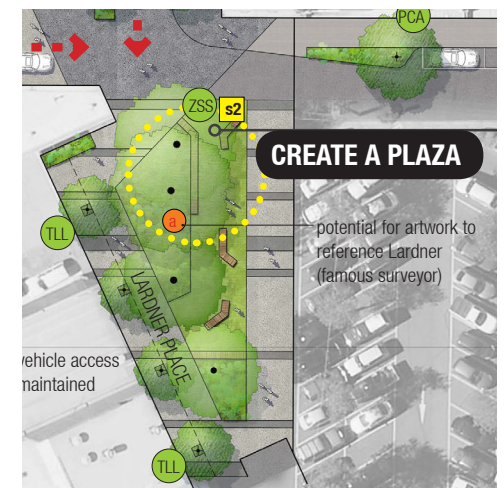 PCA
ZSS
s2
CREATE A PLAZA
a
potential for artwork to
reference Lardner
(famous surveyor)
TLL
LARDNER PLACE
vehicle access
maintained
TLL